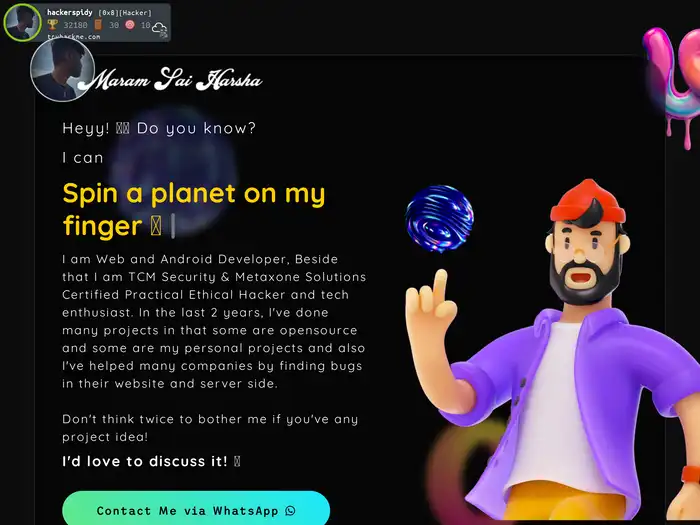 hackerspidy [0x8][Hacker]
32180 30 10
tryhackme.com
Maram Sai Harsha
Heyy! Do you know?
I can
Spin a planet on my
finger |
I am Web and Android Developer, Beside
that I am TCM Security & Metaxone Solutions
Certified Practical Ethical Hacker and tech
enthusiast. In the last 2 years, I've done
many projects in that some are opensource
and some are my personal projects and also
I've helped many companies by finding bugs
in their website and server side.
Don't think twice to bother me if you've any
project idea!
I'd love to discuss it!
Contact Me via WhatsApp